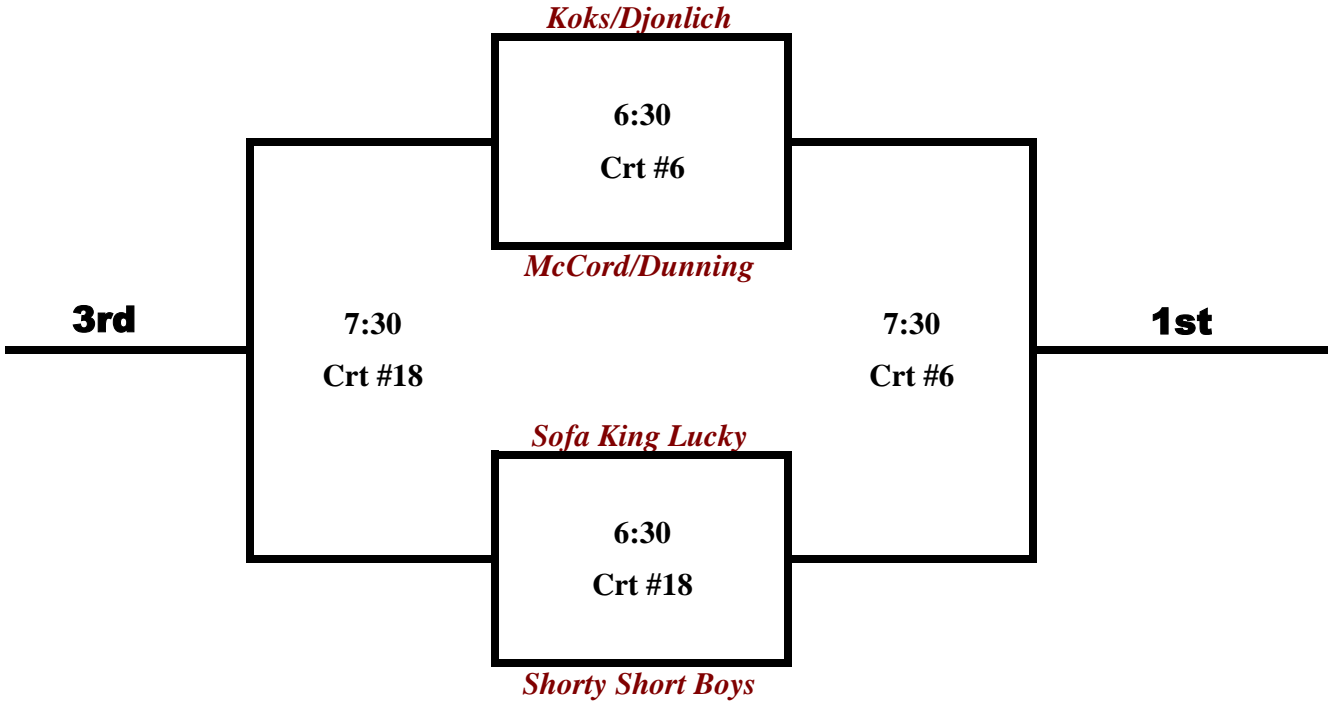 Koks/Djonlich
6:30
Crt #6
McCord/Dunning
3rd
7:30
Crt #18
7:30
Crt #6
1st
Sofa King Lucky
6:30
Crt #18
Shorty Short Boys